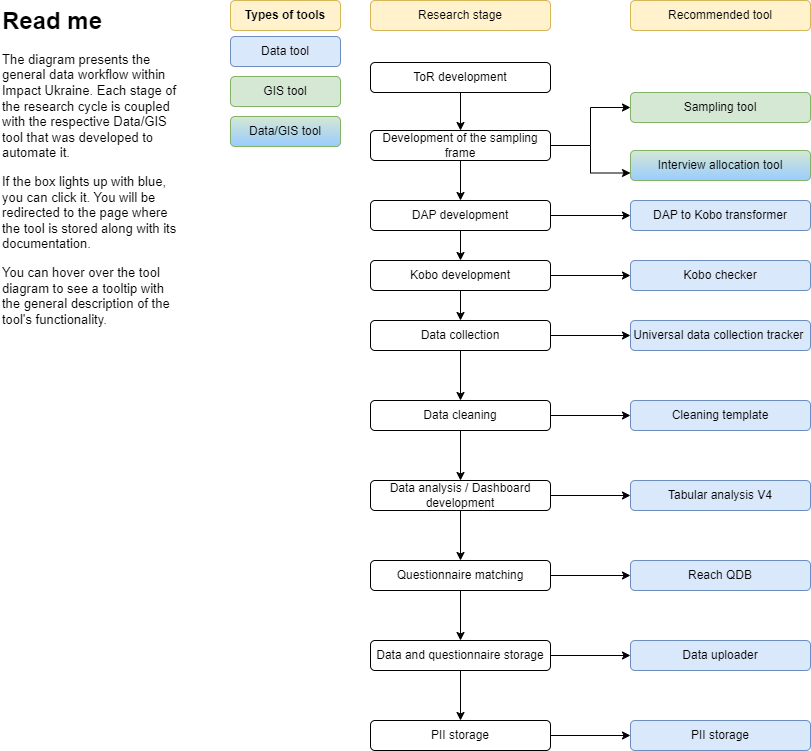 Read me
The diagram presents the
general data workflow within
Impact Ukraine. Each stage of
the research cycle is coupled
with the respective Data/GIS
tool that was developed to
automate it.
If the box lights up with blue,
you can click it. You will be
redirected to the page where
the tool is stored along with its
documentation.
You can hover over the tool
diagram to see a tooltip with
the general description of the
tool's functionality.
Types of tools
Data tool
GIS tool
Data/GIS tool
Research stage
Recommended tool
ToR development
Sampling tool
Development of the sampling
frame
Interview allocation tool
DAP development
DAP to Kobo transformer
Kobo development
Kobo checker
Data collection
Universal data collection tracker
Data cleaning
Cleaning template
Data analysis / Dashboard
development
Tabular analysis V4
Questionnaire matching
Reach QDB
Data and questionnaire storage
Data uploader
PII storage
PII storage